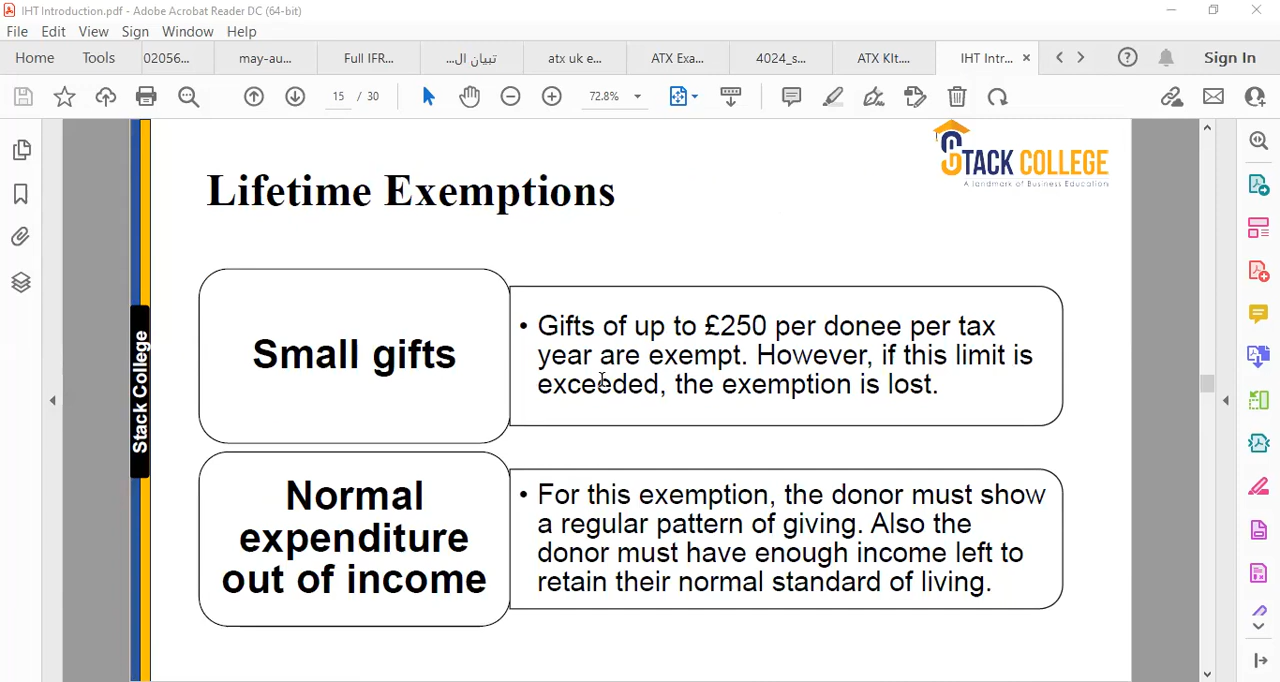 IHT Introduction.pdf - Adobe Acrobat Reader DC (64-bit)
File Edit View Sign Window Help
Home Tools 02056... may-au... Full IFR... تبيان ال... atx uk e... ATX Exa... 4024_s... ATX KIt.... IHT Intr... Sign In
15 / 30 72.8%
STACK COLLEGE
A landmark of Business Education
Lifetime Exemptions
Small gifts
• Gifts of up to £250 per donee per tax
year are exempt. However, if this limit is
exceeded, the exemption is lost.
Stack College
Normal
expenditure
out of income
• For this exemption, the donor must show
a regular pattern of giving. Also the
donor must have enough income left to
retain their normal standard of living.